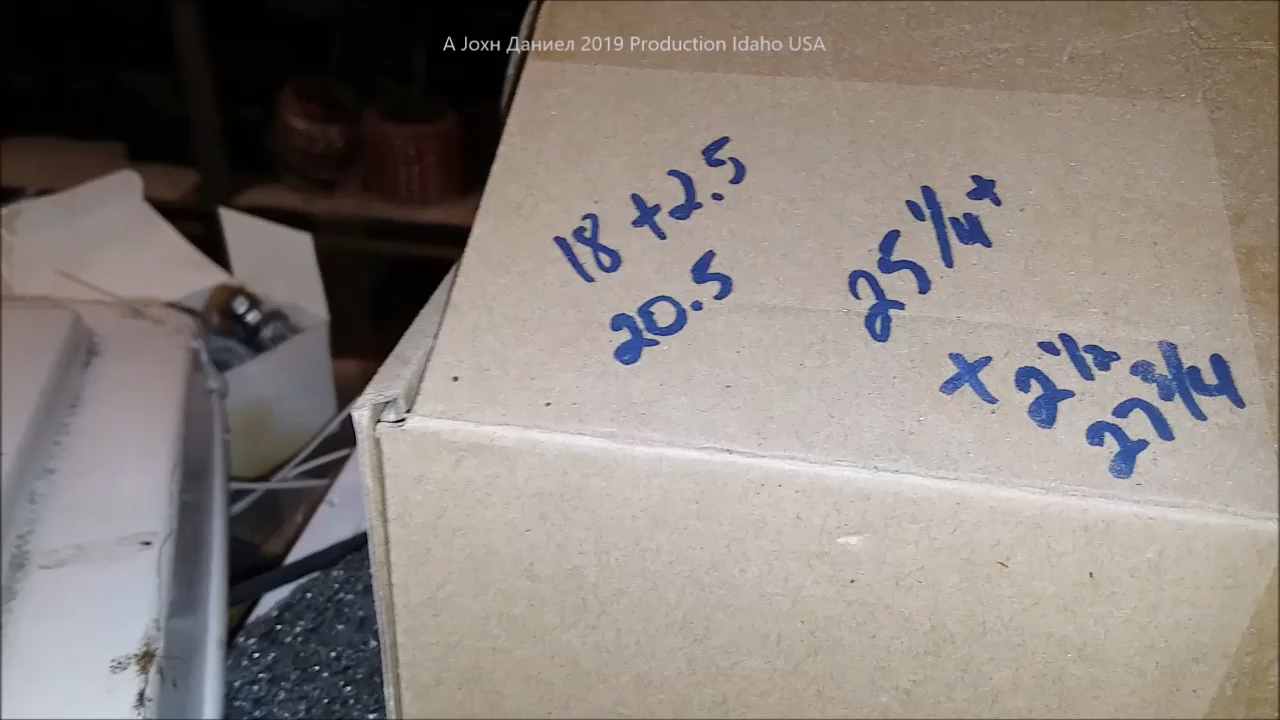 А Јохн Даниел 2019 Production Idaho USA
18 +2.5
20.5
25 1/4 +
+ 2 1/2
27 3/4